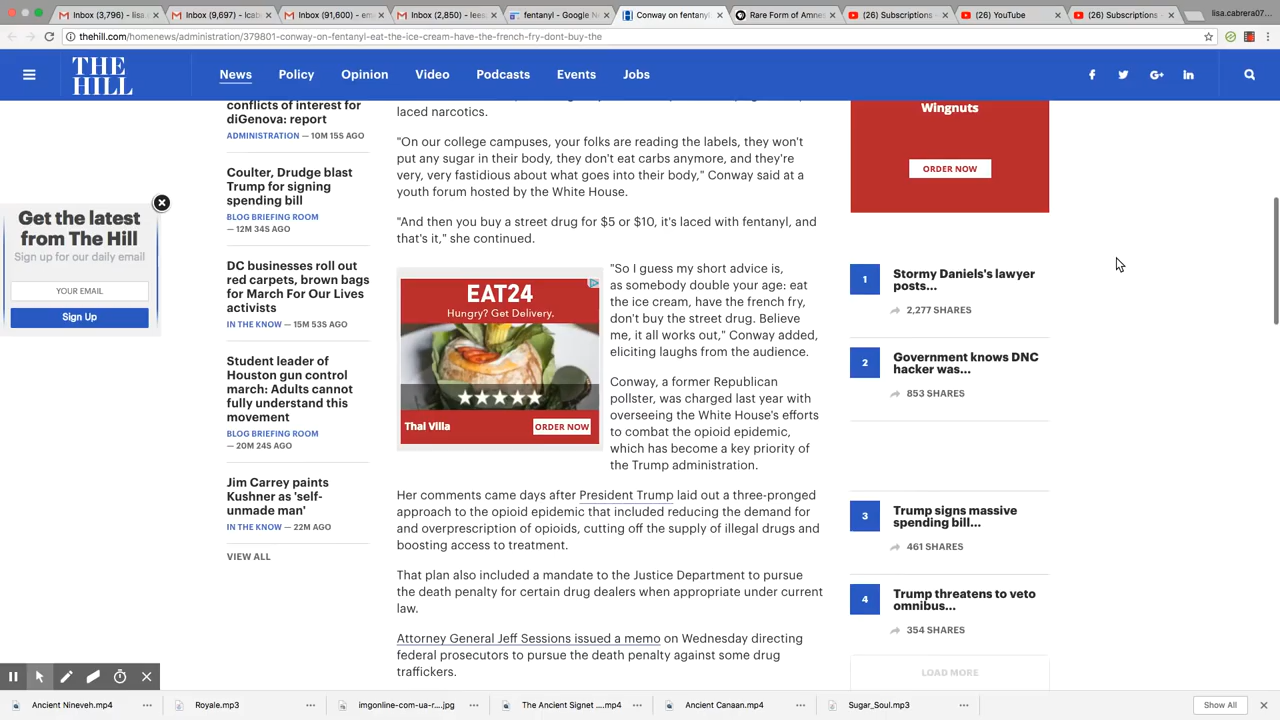 Inbox (3,796) - lisa
Inbox (9,697) - lcab
Inbox (91,600) - em
Inbox (2,850) - lees
fentanyl - Google N
Conway on fentanyl
Rare Form of Amnes
(26) Subscriptions -
(26) YouTube
(26) Subscriptions -
lisa.cabrera07...
thehill.com/homenews/administration/379801-conway-on-fentanyl-eat-the-ice-cream-have-the-french-fry-dont-buy-the
THE
HILL
News
Policy
Opinion
Video
Podcasts
Events
Jobs
Get the latest
from The Hill
Sign up for our daily email
YOUR EMAIL
Sign Up
conflicts of interest for
diGenova: report
ADMINISTRATION — 10M 15S AGO
Coulter, Drudge blast
Trump for signing
spending bill
BLOG BRIEFING ROOM
— 12M 34S AGO
DC businesses roll out
red carpets, brown bags
for March For Our Lives
activists
IN THE KNOW — 15M 53S AGO
Student leader of
Houston gun control
march: Adults cannot
fully understand this
movement
BLOG BRIEFING ROOM
— 20M 24S AGO
Jim Carrey paints
Kushner as 'self-
unmade man'
IN THE KNOW — 22M AGO
VIEW ALL
laced narcotics.
"On our college campuses, your folks are reading the labels, they won't
put any sugar in their body, they don't eat carbs anymore, and they're
very, very fastidious about what goes into their body," Conway said at a
youth forum hosted by the White House.
"And then you buy a street drug for $5 or $10, it's laced with fentanyl, and
that's it," she continued.
EAT24
Hungry? Get Delivery.
Thai Villa
ORDER NOW
"So I guess my short advice is,
as somebody double your age: eat
the ice cream, have the french fry,
don't buy the street drug. Believe
me, it all works out," Conway added,
eliciting laughs from the audience.
Conway, a former Republican
pollster, was charged last year with
overseeing the White House's efforts
to combat the opioid epidemic,
which has become a key priority of
the Trump administration.
Her comments came days after President Trump laid out a three-pronged
approach to the opioid epidemic that included reducing the demand for
and overprescription of opioids, cutting off the supply of illegal drugs and
boosting access to treatment.
That plan also included a mandate to the Justice Department to pursue
the death penalty for certain drug dealers when appropriate under current
law.
Attorney General Jeff Sessions issued a memo on Wednesday directing
federal prosecutors to pursue the death penalty against some drug
traffickers.
Wingnuts
ORDER NOW
1
Stormy Daniels's lawyer
posts...
2,277 SHARES
2
Government knows DNC
hacker was...
853 SHARES
3
Trump signs massive
spending bill...
461 SHARES
4
Trump threatens to veto
omnibus...
354 SHARES
LOAD MORE
Ancient Nineveh.mp4
Royale.mp3
imgonline-com-ua-r....jpg
The Ancient Signet ....mp4
Ancient Canaan.mp4
Sugar_Soul.mp3
Show All